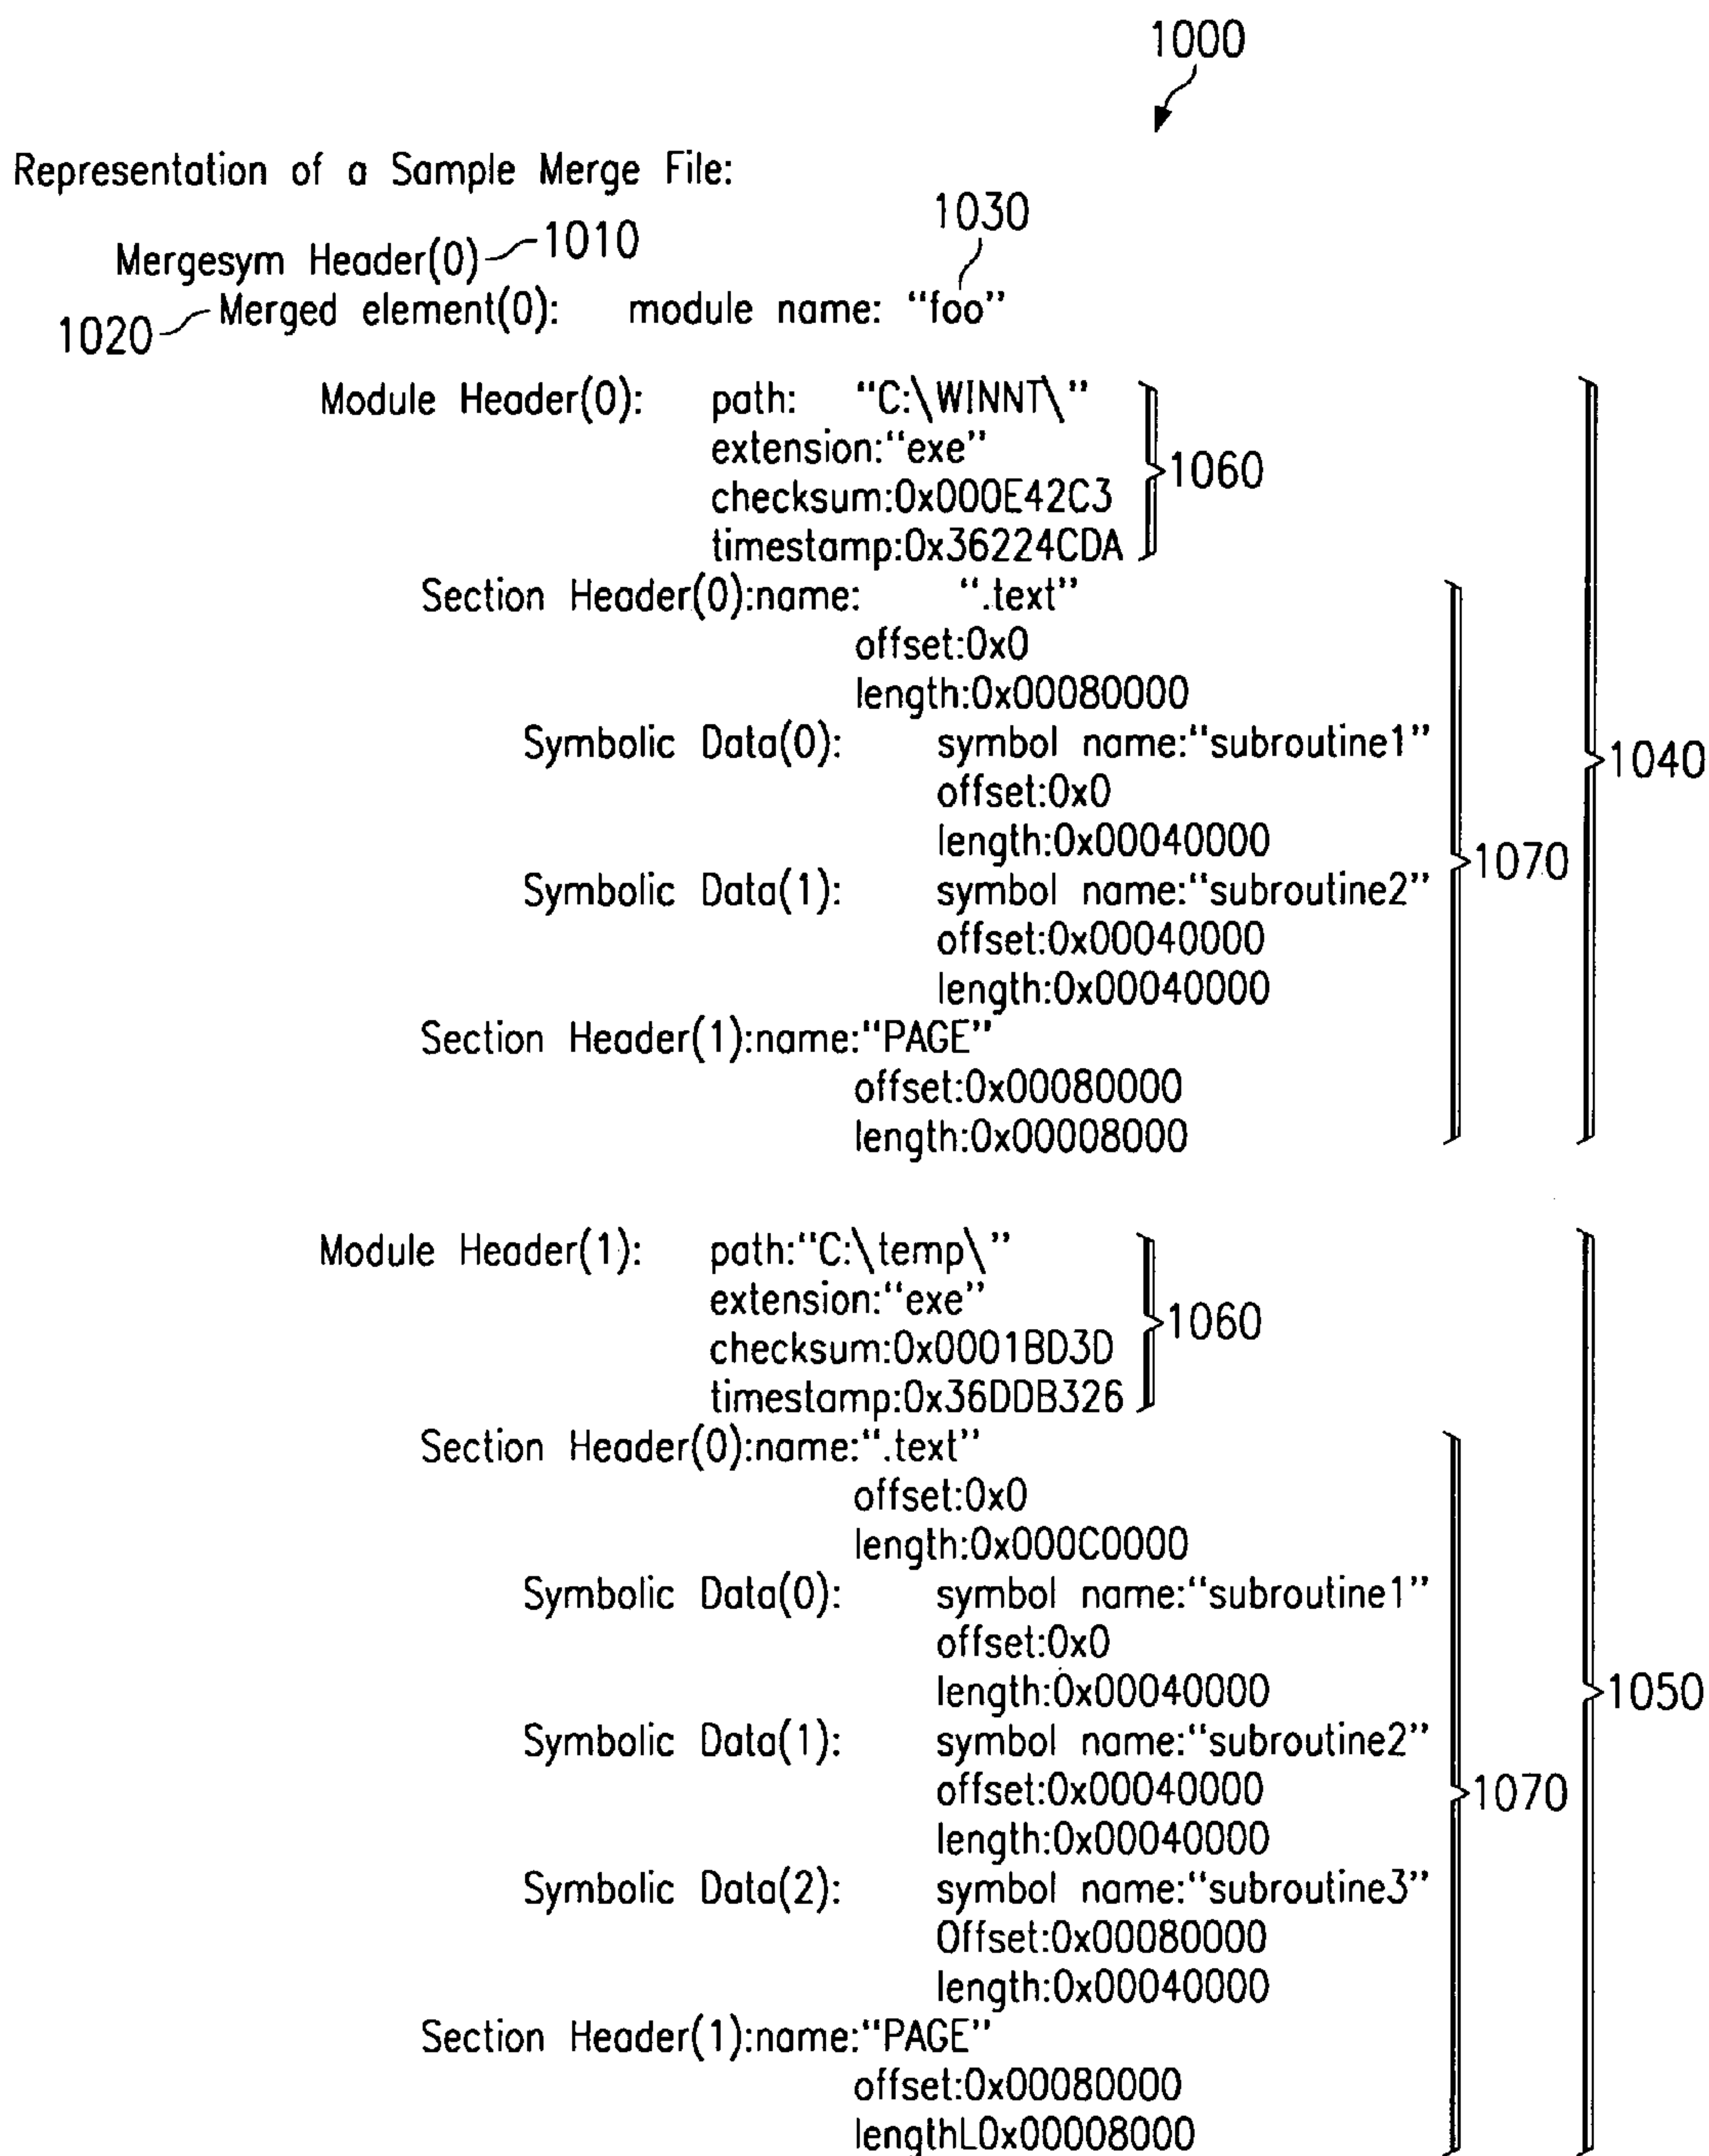 1000
Representation of a Sample Merge File:
1030
Mergesym Header(0) 1010
1020 Merged element(0): module name: “foo”
Module Header(0): path: “C:\WINNT\”
extension:“exe”
1060
checksum:0x000E42C3
timestamp:0x36224CDA
Section Header(0):name: “.text”
offset:0x0
length:0x00080000
Symbolic Data(0): symbol name:“subroutine1”
1040
offset:0x0
length:0x00040000
1070
Symbolic Data(1): symbol name:“subroutine2”
offset:0x00040000
length:0x00040000
Section Header(1):name:“PAGE”
offset:0x00080000
length:0x00008000
Module Header(1): path:“C:\temp\”
extension:“exe”
1060
checksum:0x0001BD3D
timestamp:0x36DDB326
Section Header(0):name:“.text”
offset:0x0
length:0x000C0000
Symbolic Data(0): symbol name:“subroutine1”
offset:0x0
length:0x00040000
1050
Symbolic Data(1): symbol name:“subroutine2”
offset:0x00040000
1070
length:0x00040000
Symbolic Data(2): symbol name:“subroutine3”
Offset:0x00080000
length:0x00040000
Section Header(1):name:“PAGE”
offset:0x00080000
lengthL0x00008000